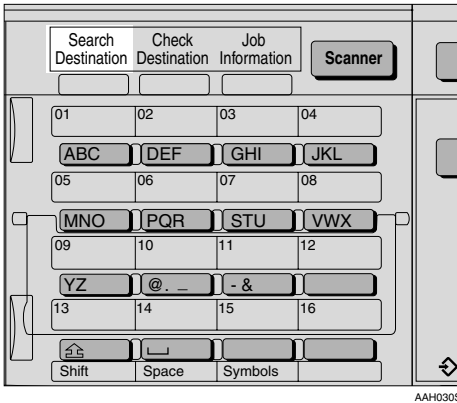 Search Destination Check Destination Job Information Scanner
01 02 03 04
ABC DEF GHI JKL
05 06 07 08
MNO PQR STU VWX
09 10 11 12
YZ @. _ - &
13 14 15 16
Shift Space Symbols
AAH030S